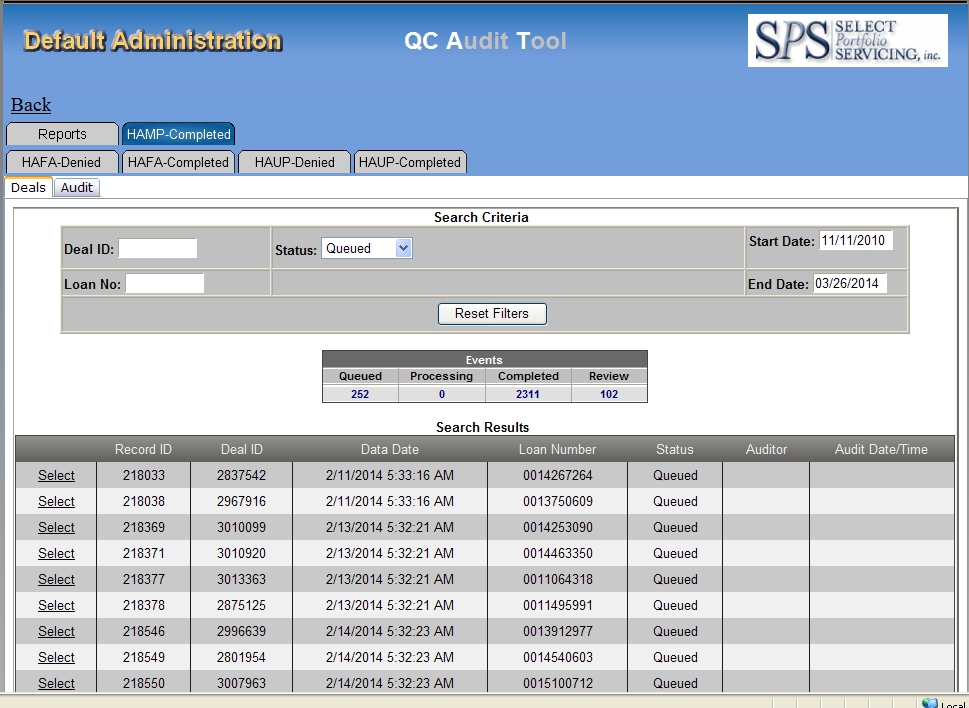 Default Administration
QC Audit Tool
SPS SELECT Portfolio SERVICING, inc.
Back
Reports HAMP-Completed
HAFA-Denied HAFA-Completed HAUP-Denied HAUP-Completed
Deals Audit
Search Criteria
Deal ID: Status: Queued Start Date: 11/11/2010
Loan No: End Date: 03/26/2014
Reset Filters
Events
Queued Processing Completed Review
252 0 2311 102
Search Results
Record ID Deal ID Data Date Loan Number Status Auditor Audit Date/Time
Select 218033 2837542 2/11/2014 5:33:16 AM 0014267264 Queued
Select 218038 2967916 2/11/2014 5:33:16 AM 0013750609 Queued
Select 218369 3010099 2/13/2014 5:32:21 AM 0014253090 Queued
Select 218371 3010920 2/13/2014 5:32:21 AM 0014463350 Queued
Select 218377 3013363 2/13/2014 5:32:21 AM 0011064318 Queued
Select 218378 2875125 2/13/2014 5:32:21 AM 0011495991 Queued
Select 218546 2996639 2/14/2014 5:32:23 AM 0013912977 Queued
Select 218549 2801954 2/14/2014 5:32:23 AM 0014540603 Queued
Select 218550 3007963 2/14/2014 5:32:23 AM 0015100712 Queued
Local